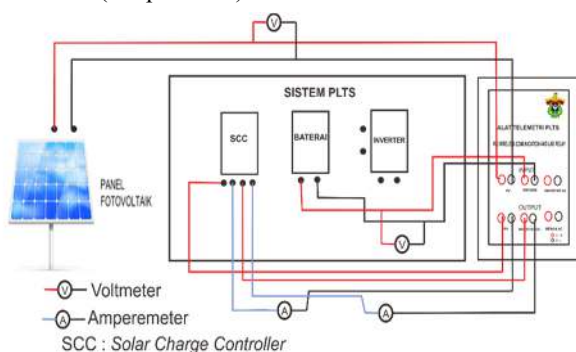 V
SISTEM PLTS
SCC
BATERAI
INVERTER
ALAT TELEMETRI PLTS
INPUT
OUTPUT
PANEL
FOTOVOLTAIK
V
A
A
V Voltmeter
A Amperemeter
SCC : Solar Charge Controller